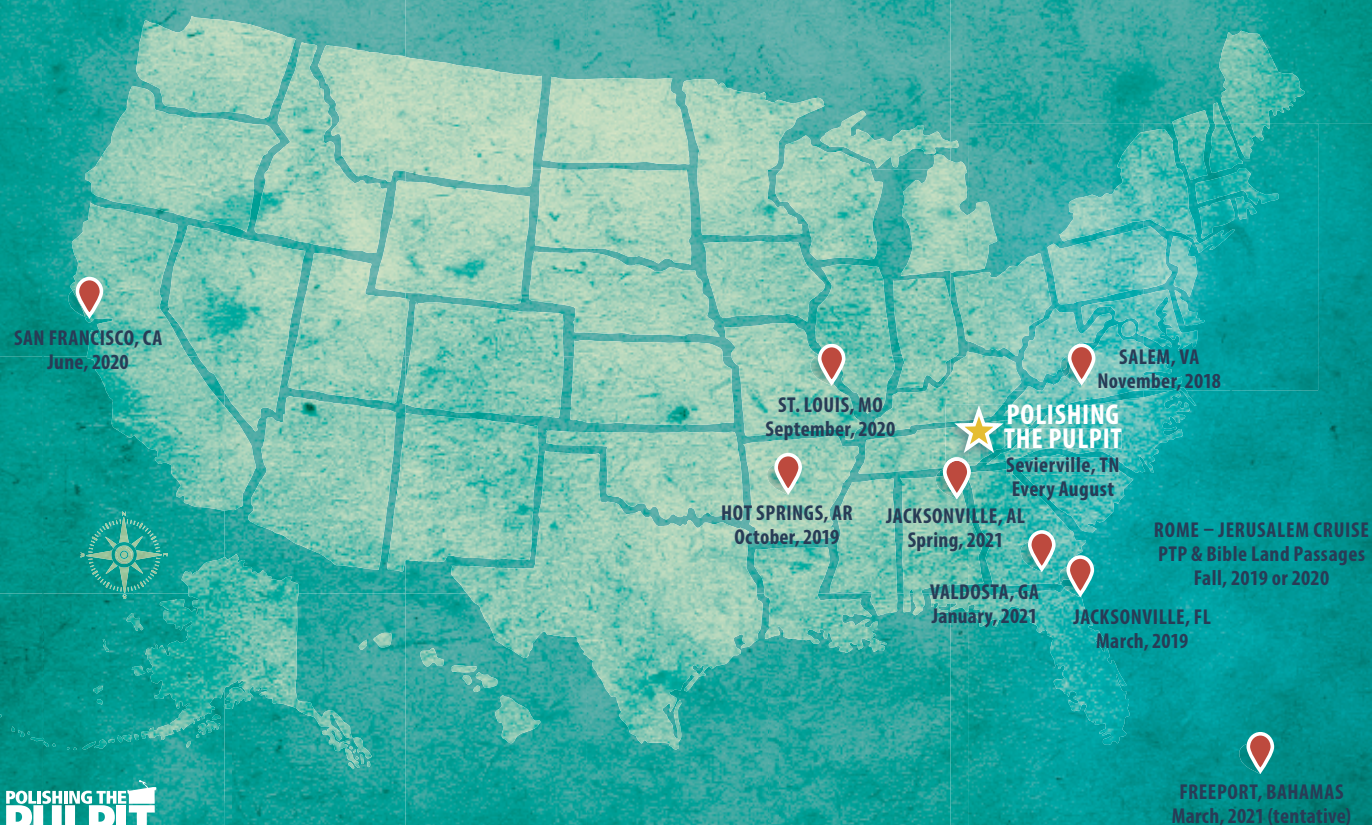 SAN FRANCISCO, CA
June, 2020
ST. LOUIS, MO
September, 2020
SALEM, VA
November, 2018
POLISHING
THE PULPIT
Sevierville, TN
Every August
HOT SPRINGS, AR
October, 2019
JACKSONVILLE, AL
Spring, 2021
ROME – JERUSALEM CRUISE
PTP & Bible Land Passages
Fall, 2019 or 2020
VALDOSTA, GA
January, 2021
JACKSONVILLE, FL
March, 2019
FREEPORT, BAHAMAS
March, 2021 (tentative)
N
POLISHING THE
PULPIT